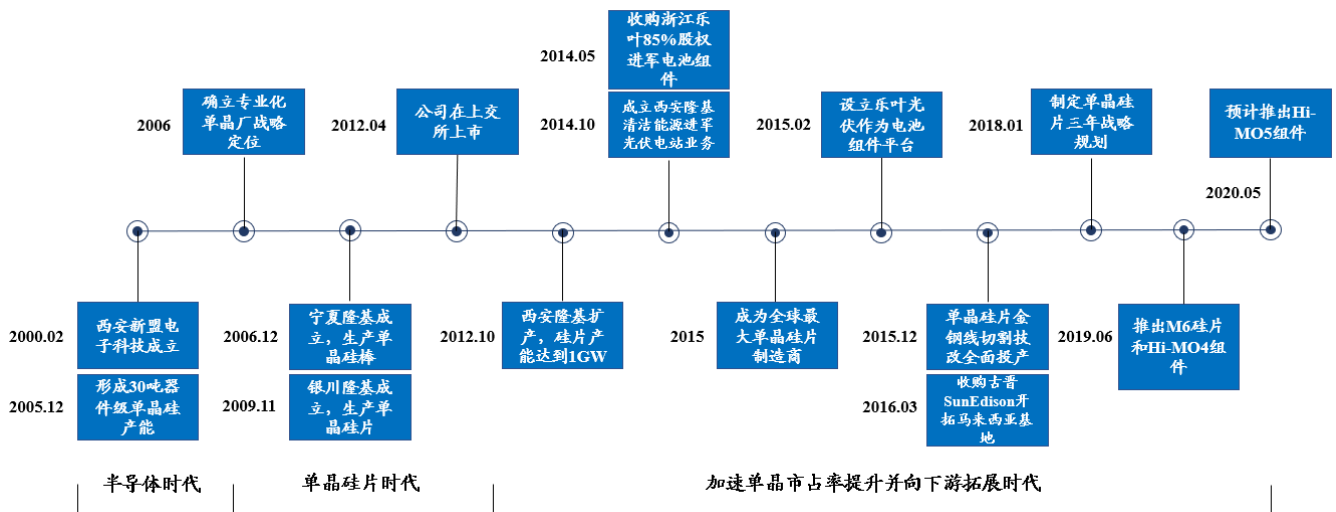 收购浙江乐
叶85%股权
进军电池组
件
2014.05
成立西安隆基
清洁能源进军
光伏电站业务
2014.10
确立专业化
单晶厂战略
定位
2006
公司在上交
所上市
2012.04
设立乐叶光
伏作为电池
组件平台
2015.02
制定单晶硅
片三年战略
规划
2018.01
预计推出Hi-
MO5组件
2020.05
2000.02
西安新盟电
子科技成立
2005.12
形成30吨器
件级单晶硅
产能
2006.12
宁夏隆基成
立，生产单
晶硅棒
2009.11
银川隆基成
立，生产单
晶硅片
2012.10
西安隆基扩
产，硅片产
能达到1GW
2015
成为全球最
大单晶硅片
制造商
2015.12
单晶硅片金
钢线切割技
改全面投产
2016.03
收购古晋
SunEdison开
拓马来西亚基
地
2019.06
推出M6硅片
和Hi-MO4组
件
半导体时代
单晶硅片时代
加速单晶市占率提升并向下游拓展时代